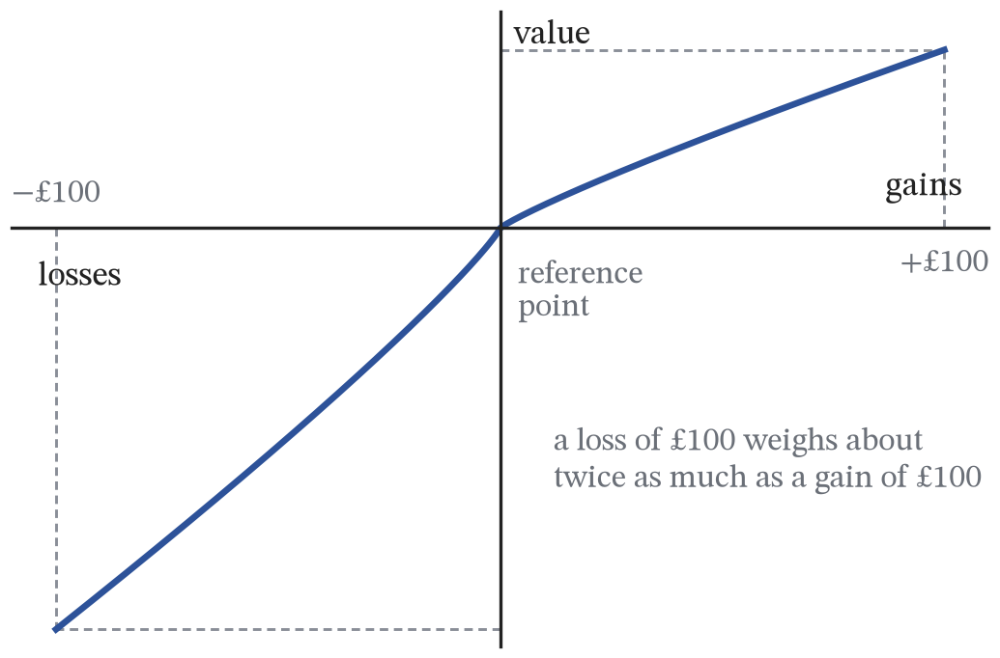 value
−£100
gains
+£100
losses
reference
point
a loss of £100 weighs about
twice as much as a gain of £100